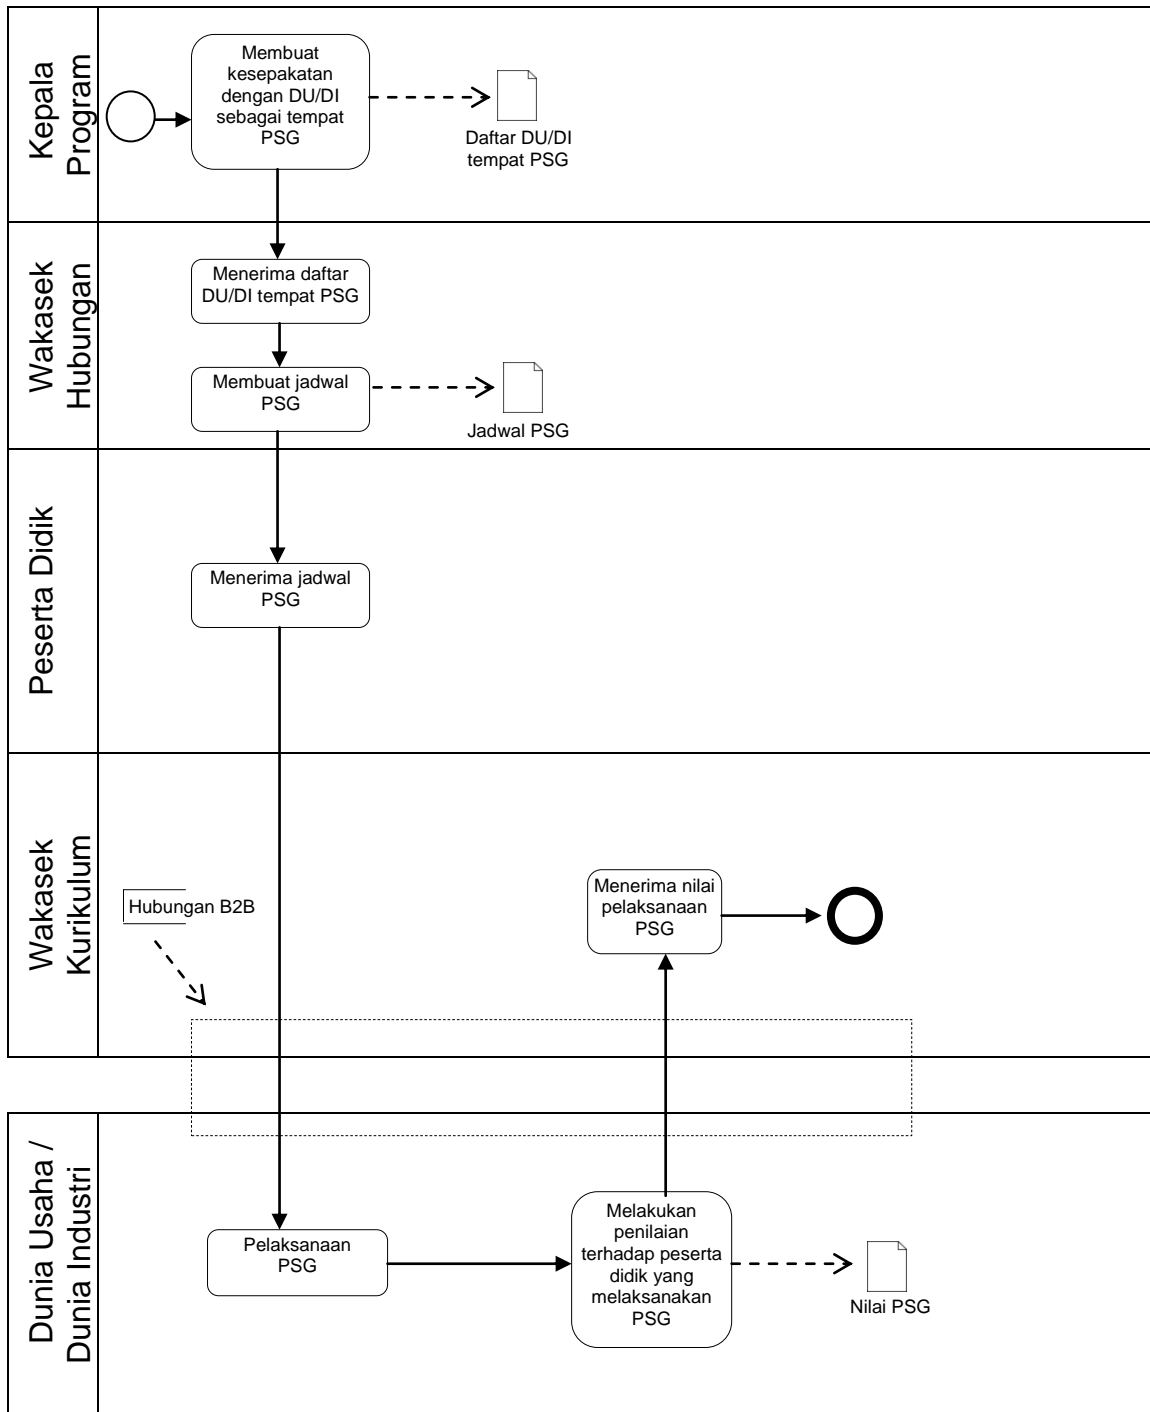 Kepala
Program
Membuat
kesepakatan
dengan DU/DI
sebagai tempat
PSG
Daftar DU/DI
tempat PSG
Wakasek
Hubungan
Menerima daftar
DU/DI tempat PSG
Membuat jadwal
PSG
Jadwal PSG
Peserta Didik
Menerima jadwal
PSG
Wakasek
Kurikulum
Hubungan B2B
Menerima nilai
pelaksanaan
PSG
Dunia Usaha /
Dunia Industri
Pelaksanaan
PSG
Melakukan
penilaian
terhadap peserta
didik yang
melaksanakan
PSG
Nilai PSG